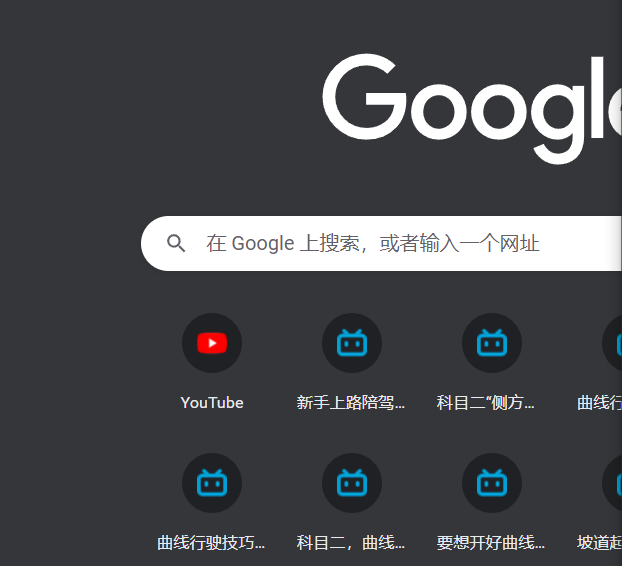 Google
在 Google 上搜索，或者输入一个网址
YouTube
新手上路陪驾...
科目二“侧方...
曲线行
曲线行驶技巧...
科目二，曲线...
要想开好曲线...
坡道起